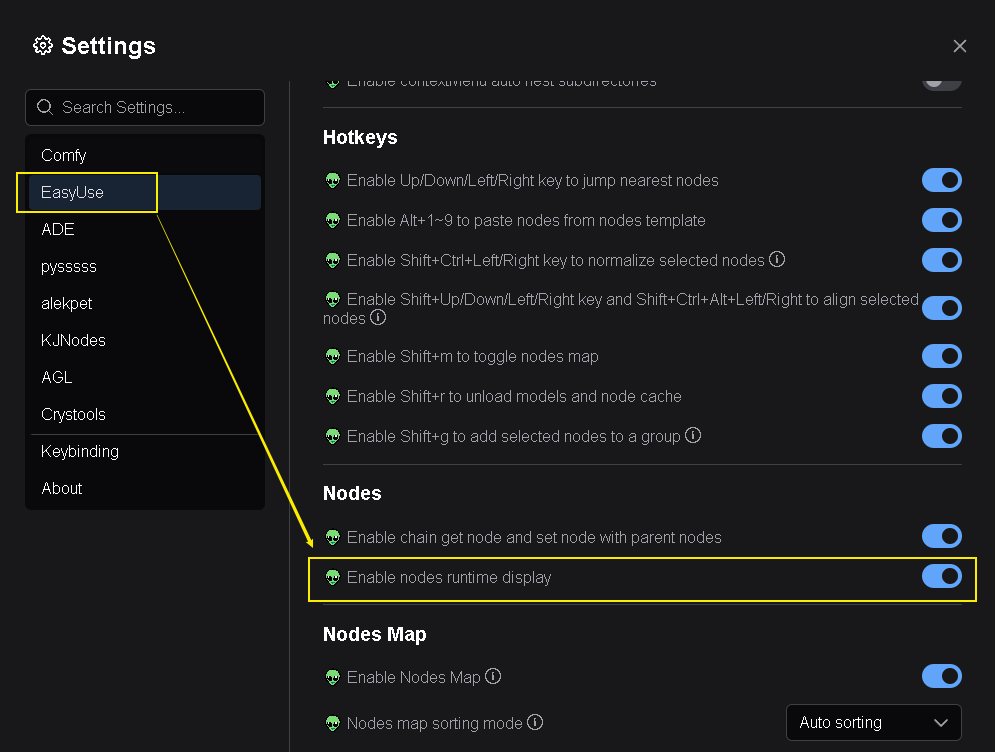 Settings
Search Settings...
Comfy
EasyUse
ADE
pysssss
alekpet
KJNodes
AGL
Crystools
Keybinding
About
Enable contextMenu auto nest subdirectories
Hotkeys
Enable Up/Down/Left/Right key to jump nearest nodes
Enable Alt+1~9 to paste nodes from nodes template
Enable Shift+Ctrl+Left/Right key to normalize selected nodes
Enable Shift+Up/Down/Left/Right key and Shift+Ctrl+Alt+Left/Right to align selected
nodes
Enable Shift+m to toggle nodes map
Enable Shift+r to unload models and node cache
Enable Shift+g to add selected nodes to a group
Nodes
Enable chain get node and set node with parent nodes
Enable nodes runtime display
Nodes Map
Enable Nodes Map
Nodes map sorting mode
Auto sorting